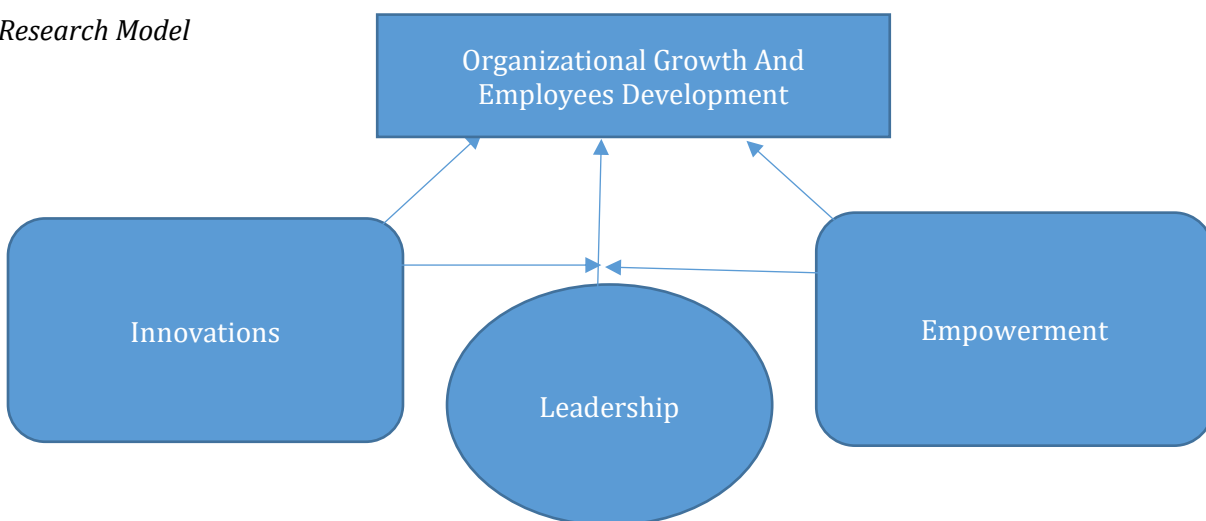 Research Model
Organizational Growth And
Employees Development
Innovations
Empowerment
Leadership